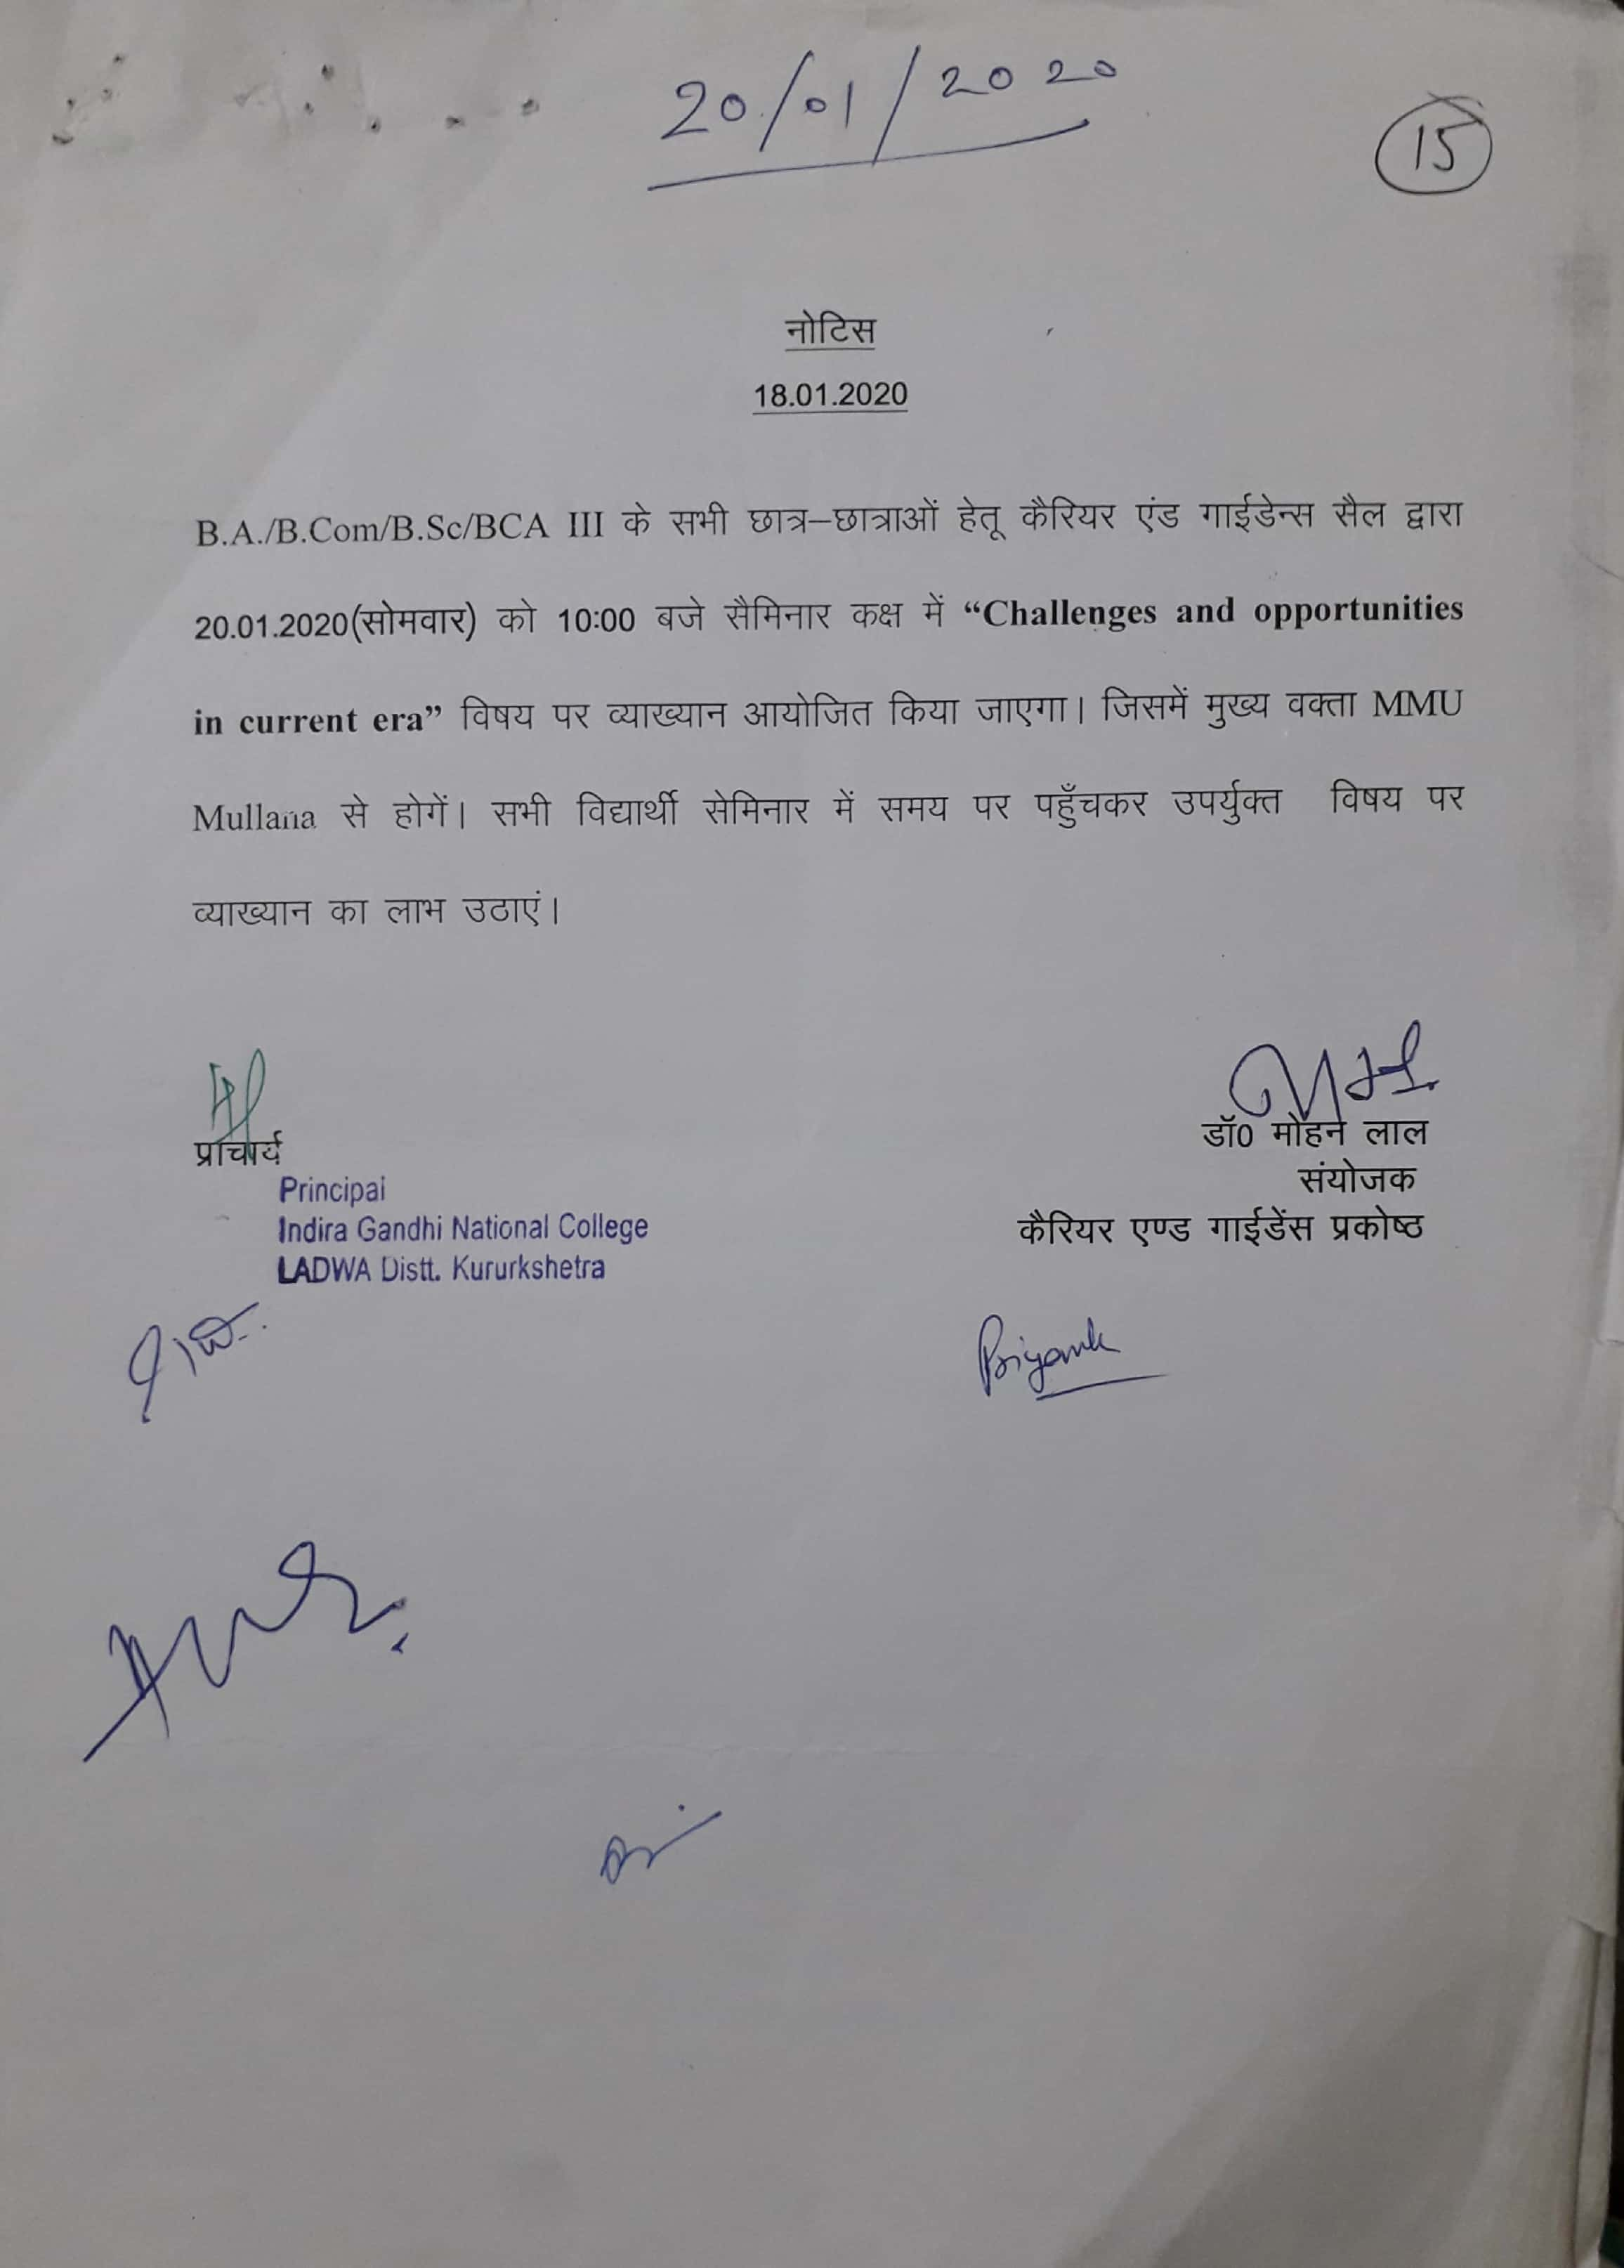 20/01/2020
15
नोटिस
18.01.2020
B.A./B.Com/B.Sc/BCA III के सभी छात्र–छात्राओं हेतू कैरियर एंड गाईडेन्स सैल द्वारा
20.01.2020(सोमवार) को 10:00 बजे सैमिनार कक्ष में “Challenges and opportunities
in current era” विषय पर व्याख्यान आयोजित किया जाएगा। जिसमें मुख्य वक्ता MMU
Mullana से होगें। सभी विद्यार्थी सेमिनार में समय पर पहुँचकर उपर्युक्त विषय पर
व्याख्यान का लाभ उठाएं।
प्राचार्य
Principal
Indira Gandhi National College
LADWA Distt. Kururkshetra
डॉ0 मोहन लाल
संयोजक
कैरियर एण्ड गाईडेंस प्रकोष्ठ